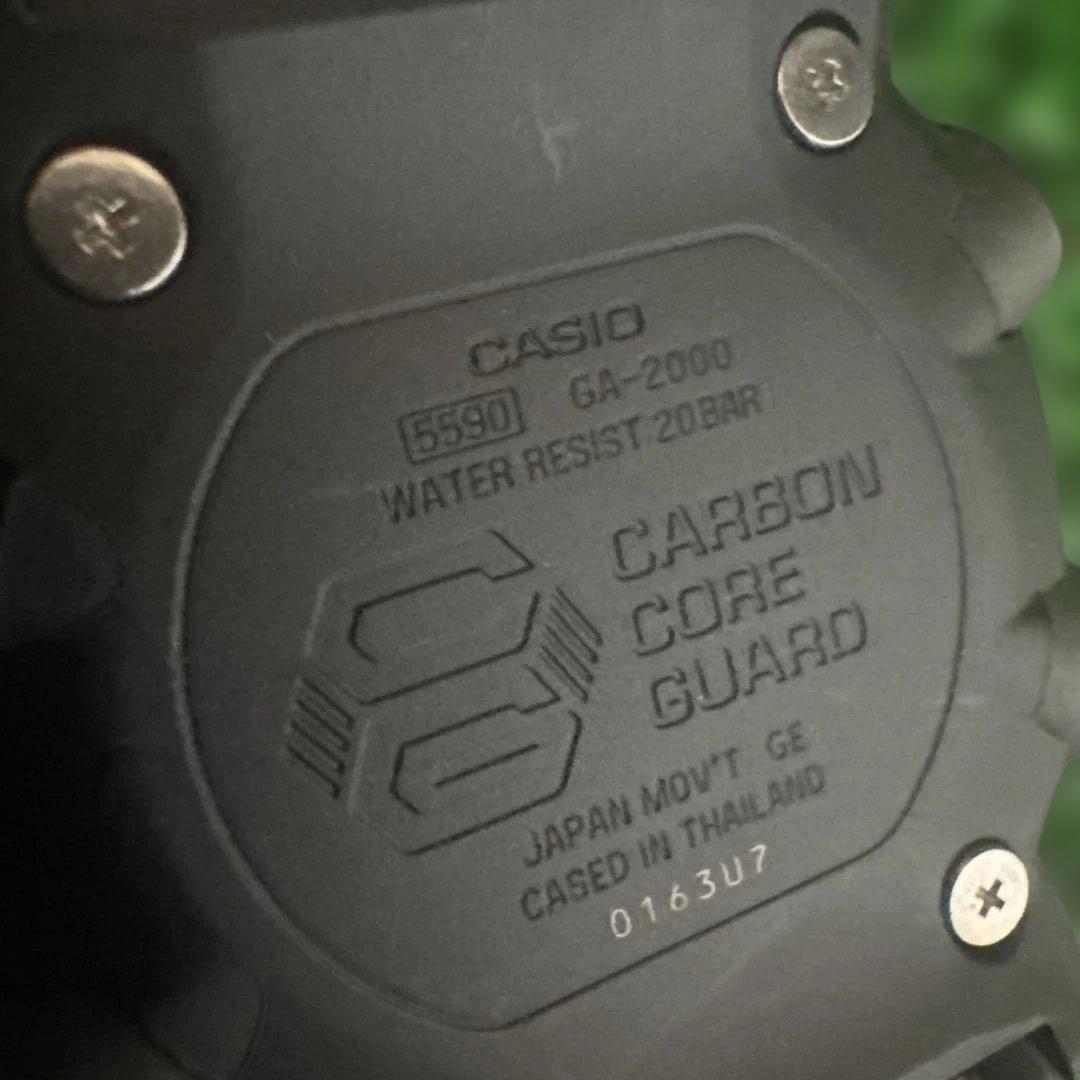 CASIO
5590 GA-2000
WATER RESIST 20BAR
CARBON
CORE
GUARD
JAPAN MOV'T GE
CASED IN THAILAND
0163U7